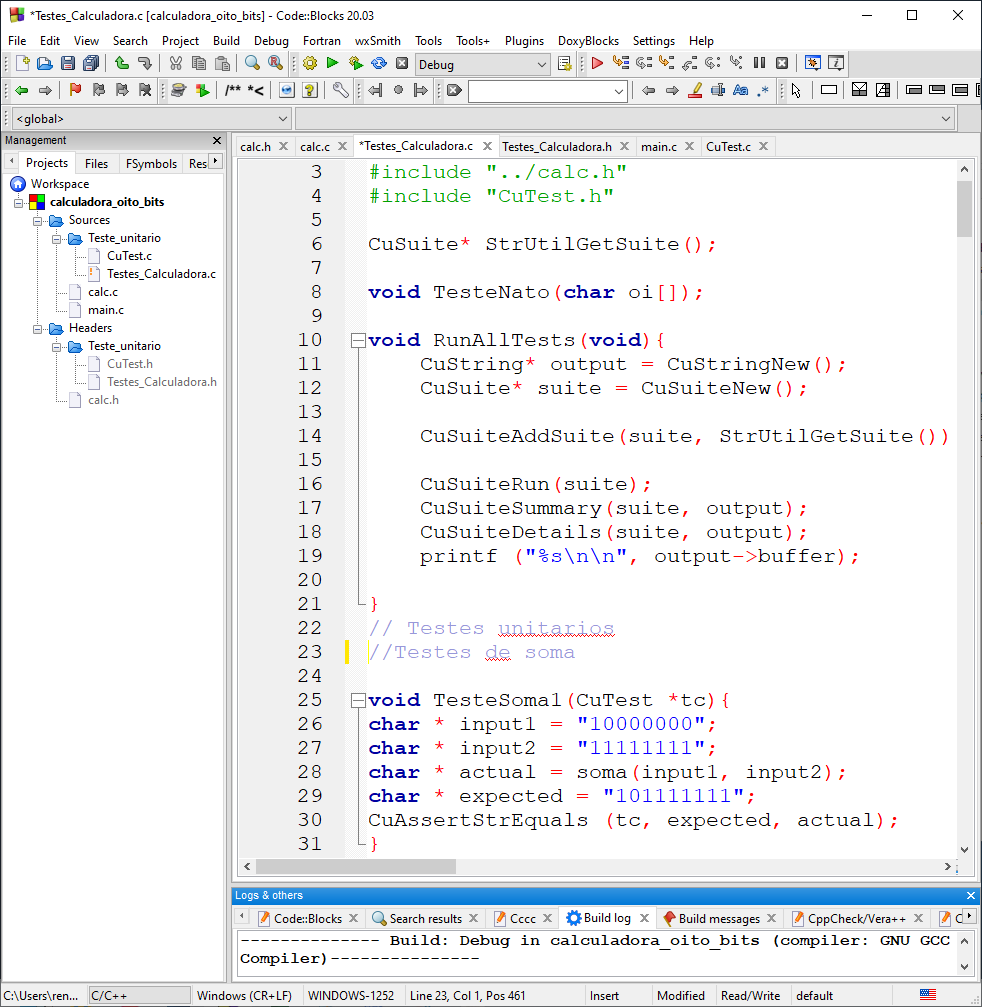 *Testes_Calculadora.c [calculadora_oito_bits] - Code::Blocks 20.03
File Edit View Search Project Build Debug Fortran wxSmith Tools Tools+ Plugins DoxyBlocks Settings Help
Debug
/** *<
Aa .*
<global>
Management
Projects Files FSymbols Res
Workspace
calculadora_oito_bits
Sources
Teste_unitario
CuTest.c
Testes_Calculadora.c
calc.c
main.c
Headers
Teste_unitario
CuTest.h
Testes_Calculadora.h
calc.h
calc.h calc.c *Testes_Calculadora.c Testes_Calculadora.h main.c CuTest.c
3 #include "../calc.h"
4 #include "CuTest.h"
5
6 CuSuite* StrUtilGetSuite();
7
8 void TesteNato(char oi[]);
9
10 void RunAllTests(void){
11 CuString* output = CuStringNew();
12 CuSuite* suite = CuSuiteNew();
13
14 CuSuiteAddSuite(suite, StrUtilGetSuite())
15
16 CuSuiteRun(suite);
17 CuSuiteSummary(suite, output);
18 CuSuiteDetails(suite, output);
19 printf ("%s\n\n", output->buffer);
20
21 }
22 // Testes unitarios
23 //Testes de soma
24
25 void TesteSoma1(CuTest *tc){
26 char * input1 = "10000000";
27 char * input2 = "11111111";
28 char * actual = soma(input1, input2);
29 char * expected = "101111111";
30 CuAssertStrEquals (tc, expected, actual);
31 }
Logs & others
Code::Blocks Search results Cccc Build log Build messages CppCheck/Vera++ C
-------------- Build: Debug in calculadora_oito_bits (compiler: GNU GCC
Compiler)---------------
C:\Users\ren... C/C++ Windows (CR+LF) WINDOWS-1252 Line 23, Col 1, Pos 461 Insert Modified Read/Write default